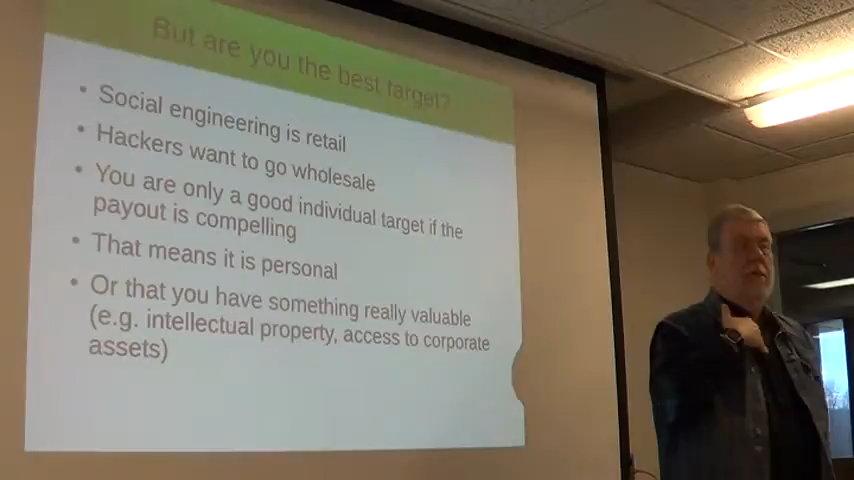 But are you the best target?
• Social engineering is retail
• Hackers want to go wholesale
• You are only a good individual target if the
payout is compelling
• That means it is personal
• Or that you have something really valuable
(e.g. intellectual property, access to corporate
assets)